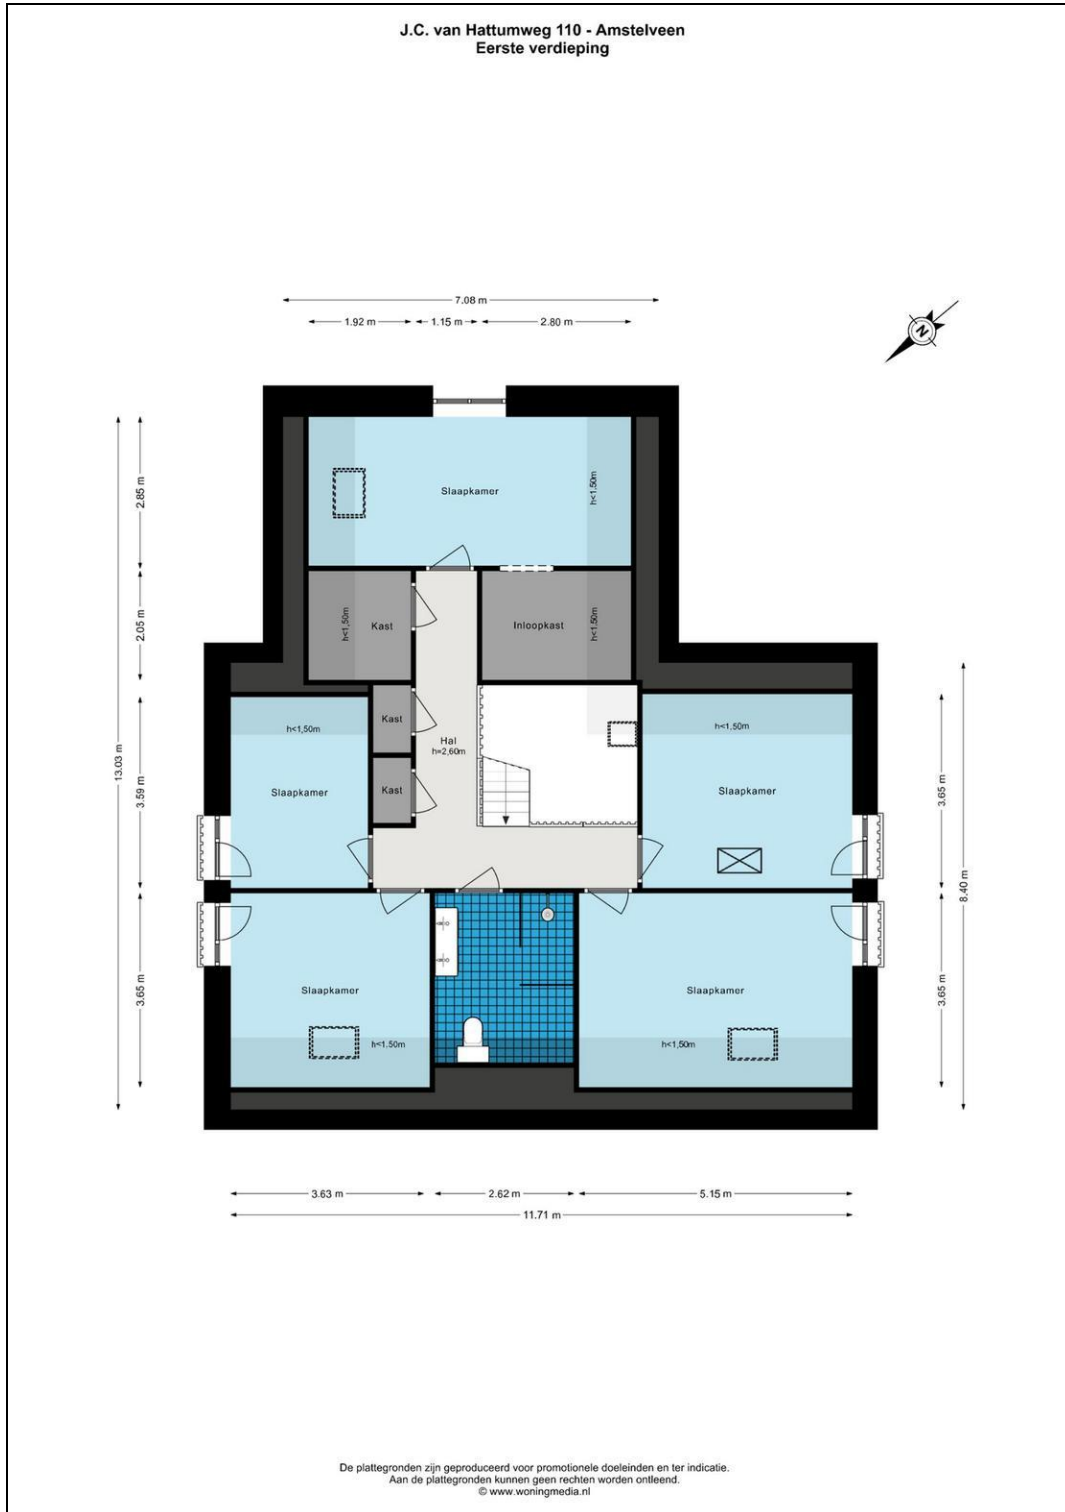 J.C. van Hattumweg 110 - Amstelveen
Eerste verdieping
7.08 m
1.92 m
1.15 m
2.80 m
N
2.85 m
Slaapkamer
h<1,50m
2.05 m
h<1,50m
Kast
Inloopkast
h<1.50m
13.03 m
3.59 m
h<1,50m
Kast
Hal
h=2,60m
h<1,50m
Slaapkamer
Kast
Slaapkamer
3.65 m
8.40 m
3.65 m
Slaapkamer
h<1.50m
Slaapkamer
h<1,50m
3.65 m
3.63 m
2.62 m
5.15 m
11.71 m
De plattegronden zijn geproduceerd voor promotionele doeleinden en ter indicatie.
Aan de plattegronden kunnen geen rechten worden ontleend.
© www.woningmedia.nl